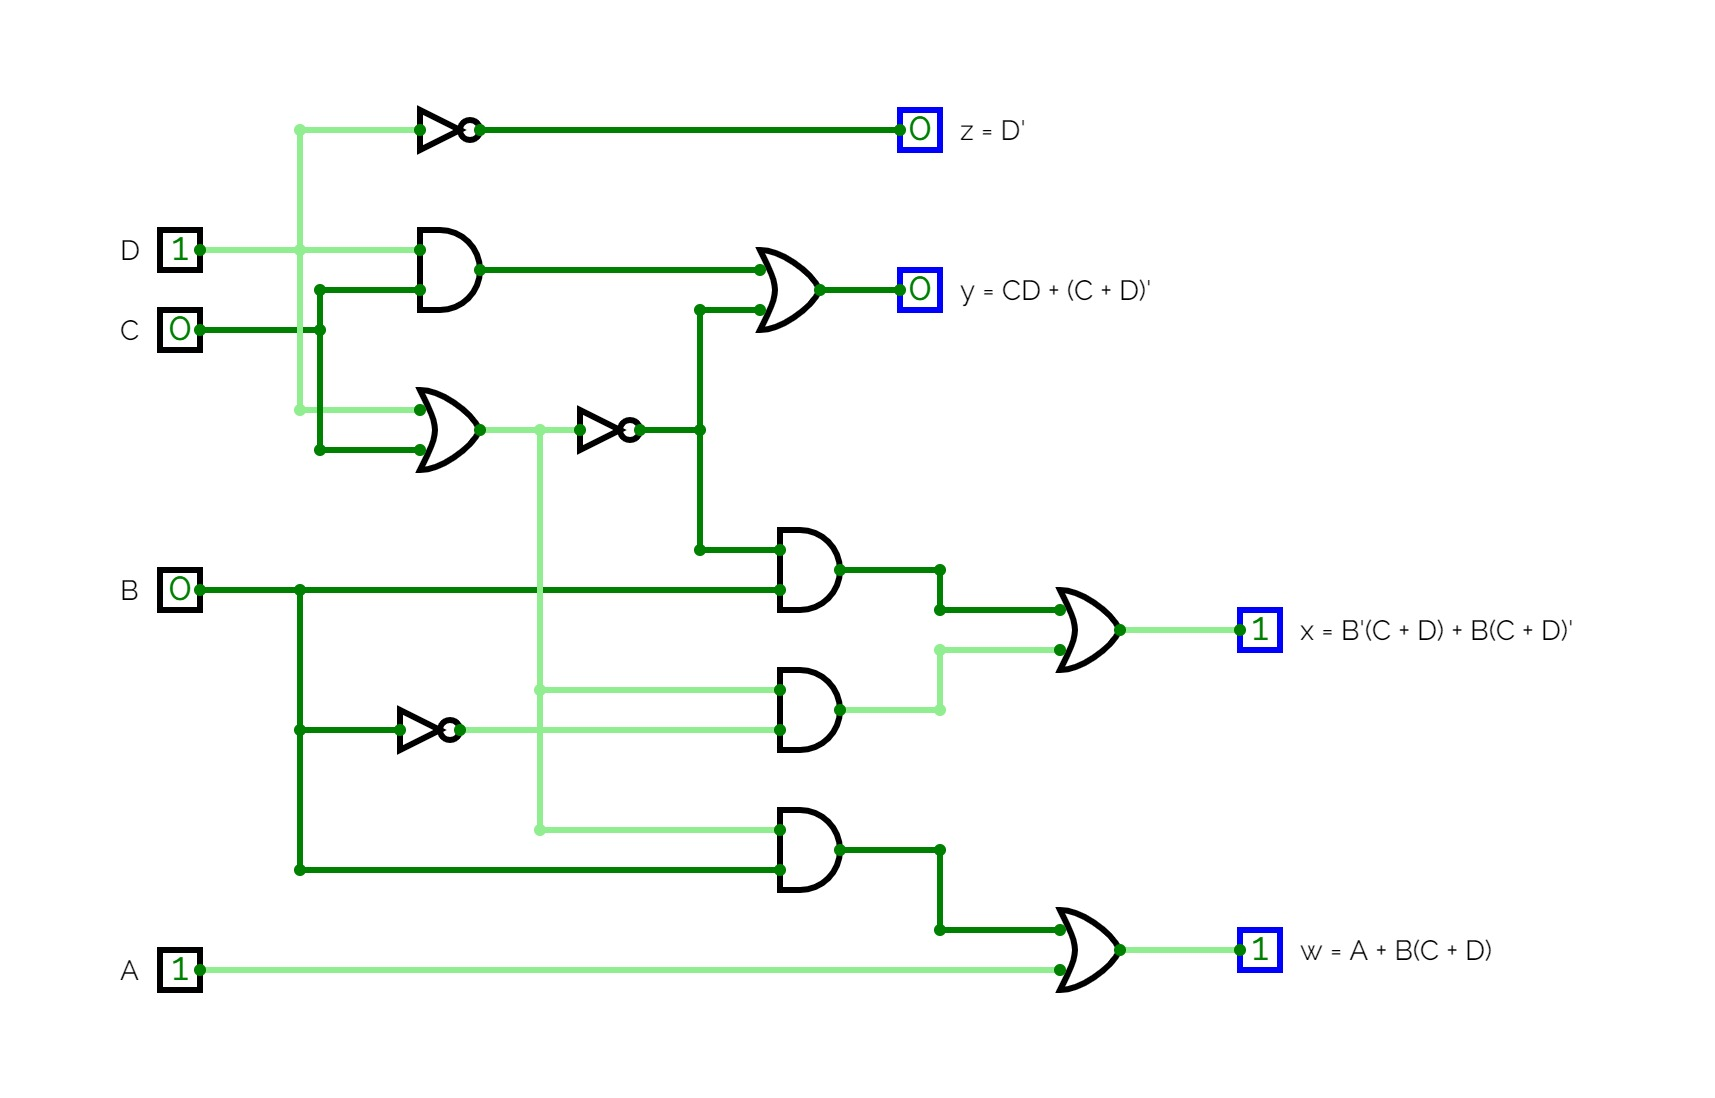 0 z = D'
D 1
0 y = CD + (C + D)'
C 0
B 0
1 x = B'(C + D) + B(C + D)'
1 w = A + B(C + D)
A 1